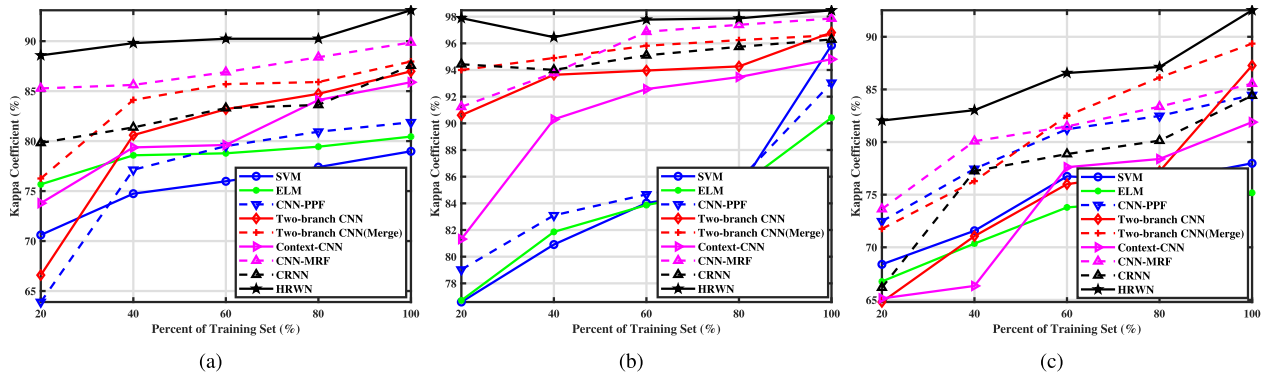 90
85
80
75
70
65
Kappa Coefficient (%)
20
40
60
80
100
Percent of Training Set (%)
SVM
ELM
CNN-PPF
Two-branch CNN
Two-branch CNN(Merge)
Context-CNN
CNN-MRF
CRNN
HRWN
(a)
98
96
94
92
90
88
86
84
82
80
78
Kappa Coefficient (%)
20
40
60
80
100
Percent of Training Set (%)
SVM
ELM
CNN-PPF
Two-branch CNN
Two-branch CNN(Merge)
Context-CNN
CNN-MRF
CRNN
HRWN
(b)
90
85
80
75
70
65
Kappa Coefficient (%)
20
40
60
80
100
Percent of Training Set (%)
SVM
ELM
CNN-PPF
Two-branch CNN
Two-branch CNN(Merge)
Context-CNN
CNN-MRF
CRNN
HRWN
(c)